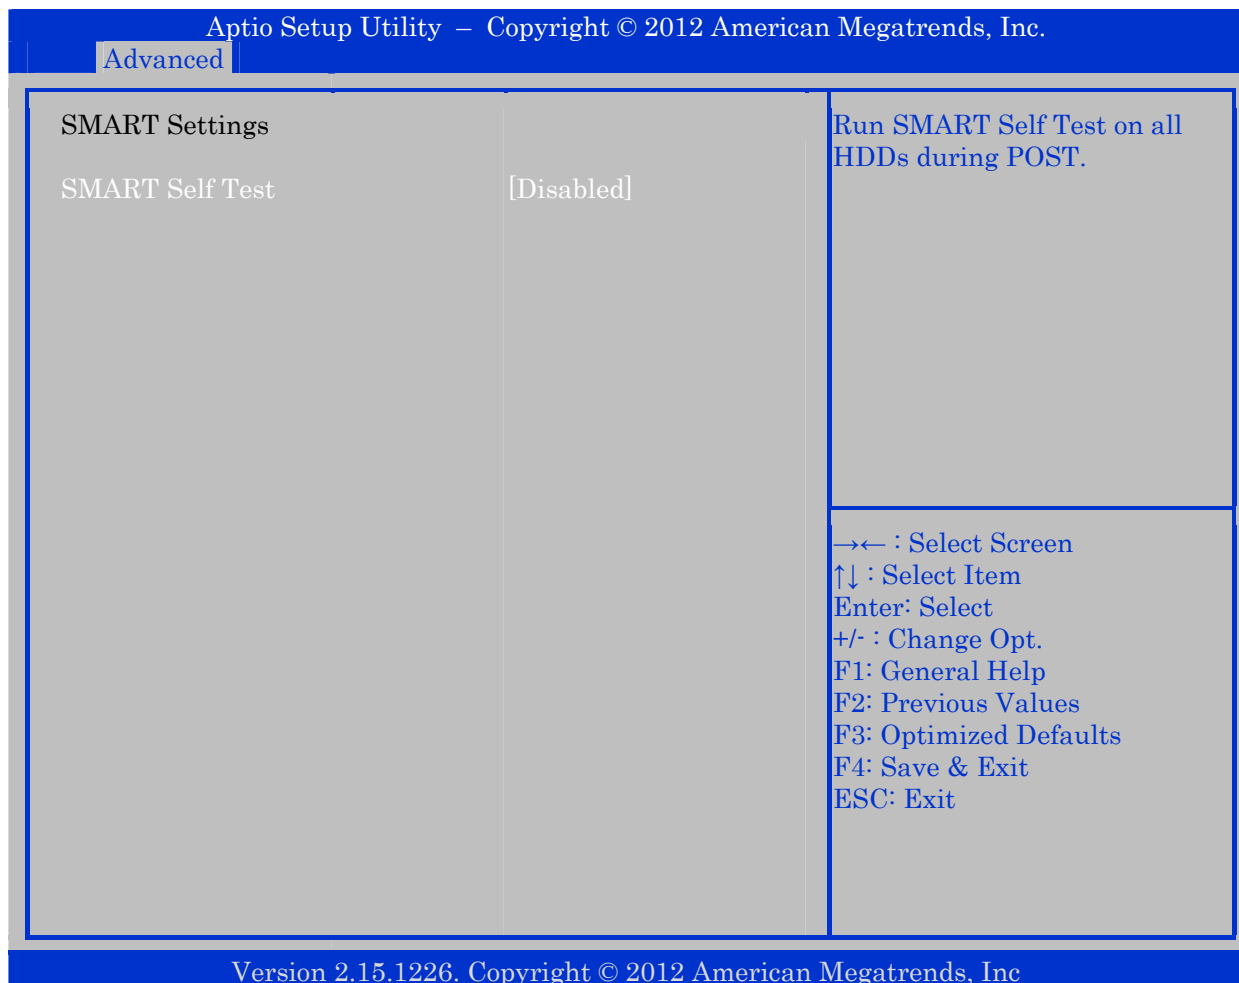 Aptio Setup Utility – Copyright © 2012 American Megatrends, Inc.
Advanced
SMART Settings
SMART Self Test [Disabled]
Run SMART Self Test on all
HDDs during POST.
→← : Select Screen
↑↓ : Select Item
Enter: Select
+/- : Change Opt.
F1: General Help
F2: Previous Values
F3: Optimized Defaults
F4: Save & Exit
ESC: Exit
Version 2.15.1226. Copyright © 2012 American Megatrends, Inc